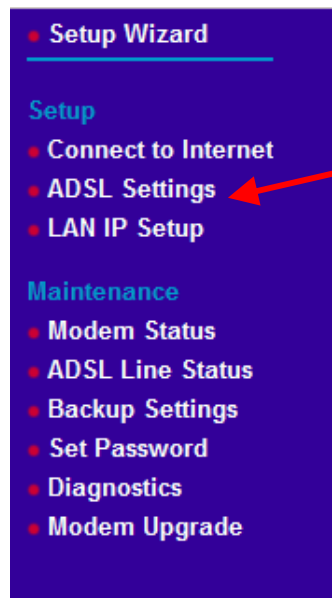 Setup Wizard
Setup
Connect to Internet
ADSL Settings
LAN IP Setup
Maintenance
Modem Status
ADSL Line Status
Backup Settings
Set Password
Diagnostics
Modem Upgrade